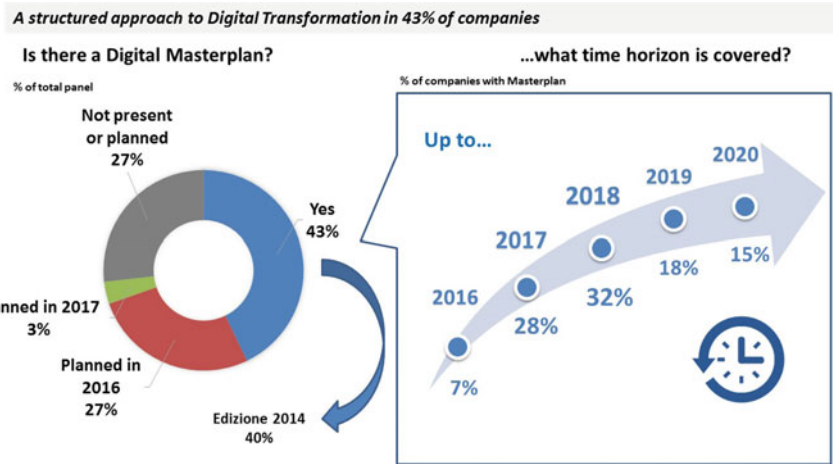 A structured approach to Digital Transformation in 43% of companies
Is there a Digital Masterplan?
% of total panel
Not present
or planned
27%
Yes
43%
nned in 2017
3%
Planned in
2016
27%
Edizione 2014
40%
...what time horizon is covered?
% of companies with Masterplan
Up to...
2016
7%
2017
28%
2018
32%
2019
18%
2020
15%